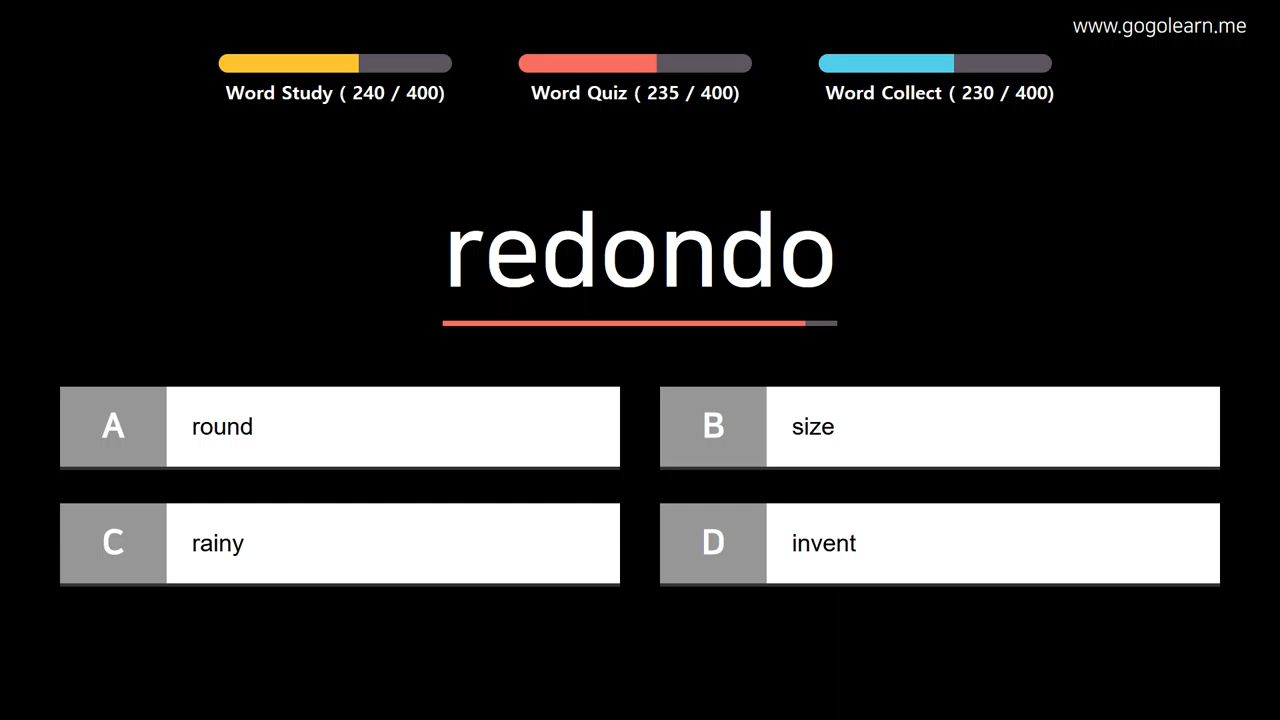 www.gogolearn.me
Word Study ( 240 / 400)
Word Quiz ( 235 / 400)
Word Collect ( 230 / 400)
redondo
A round
B size
C rainy
D invent